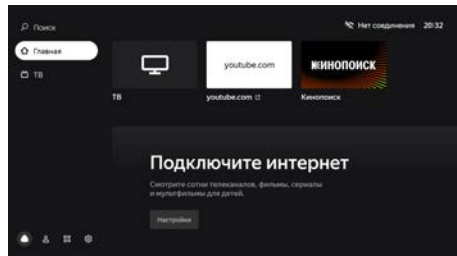 Поиск
Нет соединения 20:32
Главная
ТВ
youtube.com
КИНОПОИСК
ТВ
youtube.com
Кинопоиск
Подключите интернет
Смотрите сотни телеканалов, фильмы, сериалы
и мультфильмы для детей.
Настройки